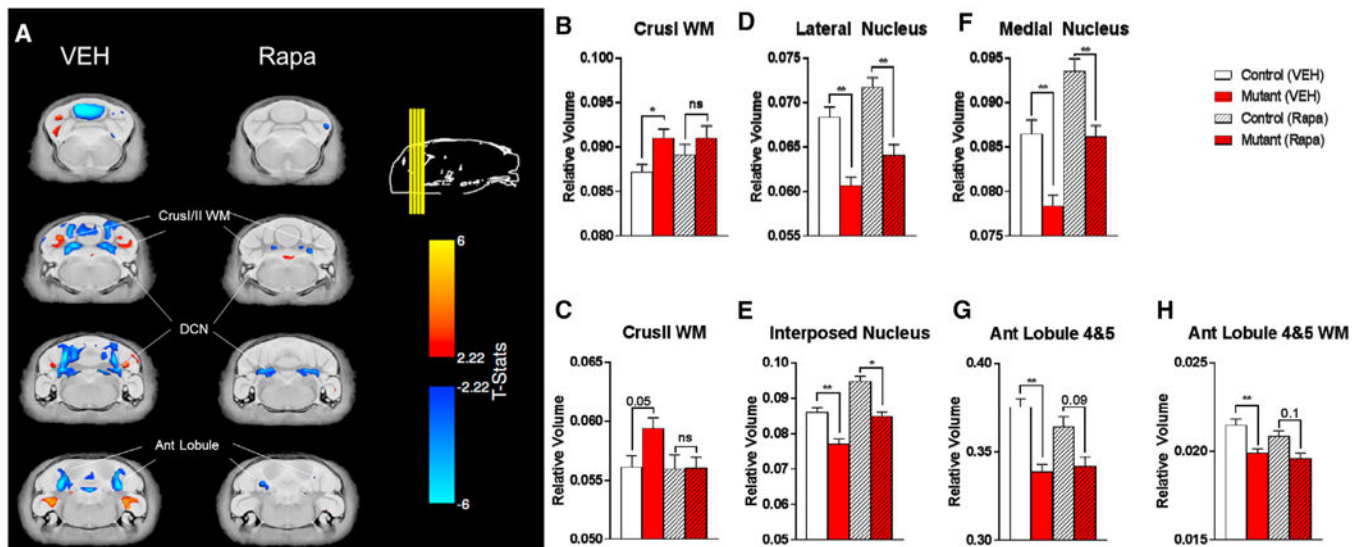 A
VEH
Rapa
CrusI/II WM
DCN
Ant Lobule
6
2.22
-2.22
-6
T-Stats
B
CrusI WM
Relative Volume
0.100
0.095
0.090
0.085
0.080
*
ns
D
Lateral Nucleus
Relative Volume
0.075
0.070
0.065
0.060
0.055
**
**
F
Medial Nucleus
Relative Volume
0.095
0.090
0.085
0.080
0.075
**
**
Control (VEH)
Mutant (VEH)
Control (Rapa)
Mutant (Rapa)
C
CrusII WM
Relative Volume
0.065
0.060
0.055
0.050
0.05
ns
E
Interposed Nucleus
Relative Volume
0.10
0.09
0.08
0.07
0.06
**
*
G
Ant Lobule 4&5
Relative Volume
0.40
0.35
0.30
**
0.09
H
Ant Lobule 4&5 WM
Relative Volume
0.025
0.020
0.015
**
0.1